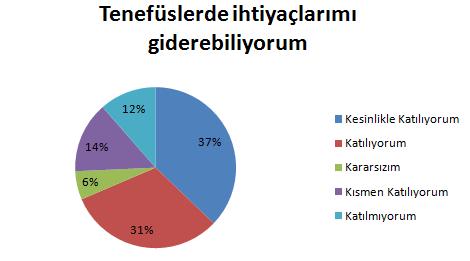 Tenefüslerde ihtiyaçlarımı
giderebiliyorum
12%
37%
14%
6%
31%
Kesinlikle Katılıyorum
Katılıyorum
Kararsızım
Kısmen Katılıyorum
Katılmıyorum